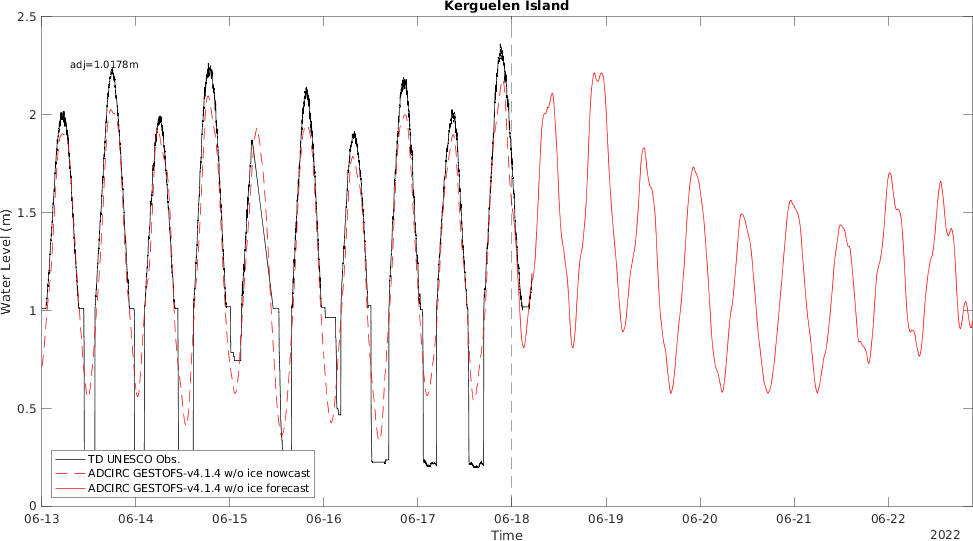 Kerguelen Island
adj=1.0178m
Water Level (m)
2.5
2
1.5
1
0.5
0
TD UNESCO Obs.
ADCIRC GESTOFS-v4.1.4 w/o ice nowcast
ADCIRC GESTOFS-v4.1.4 w/o ice forecast
06-13 06-14 06-15 06-16 06-17 06-18 06-19 06-20 06-21 06-22
Time
2022